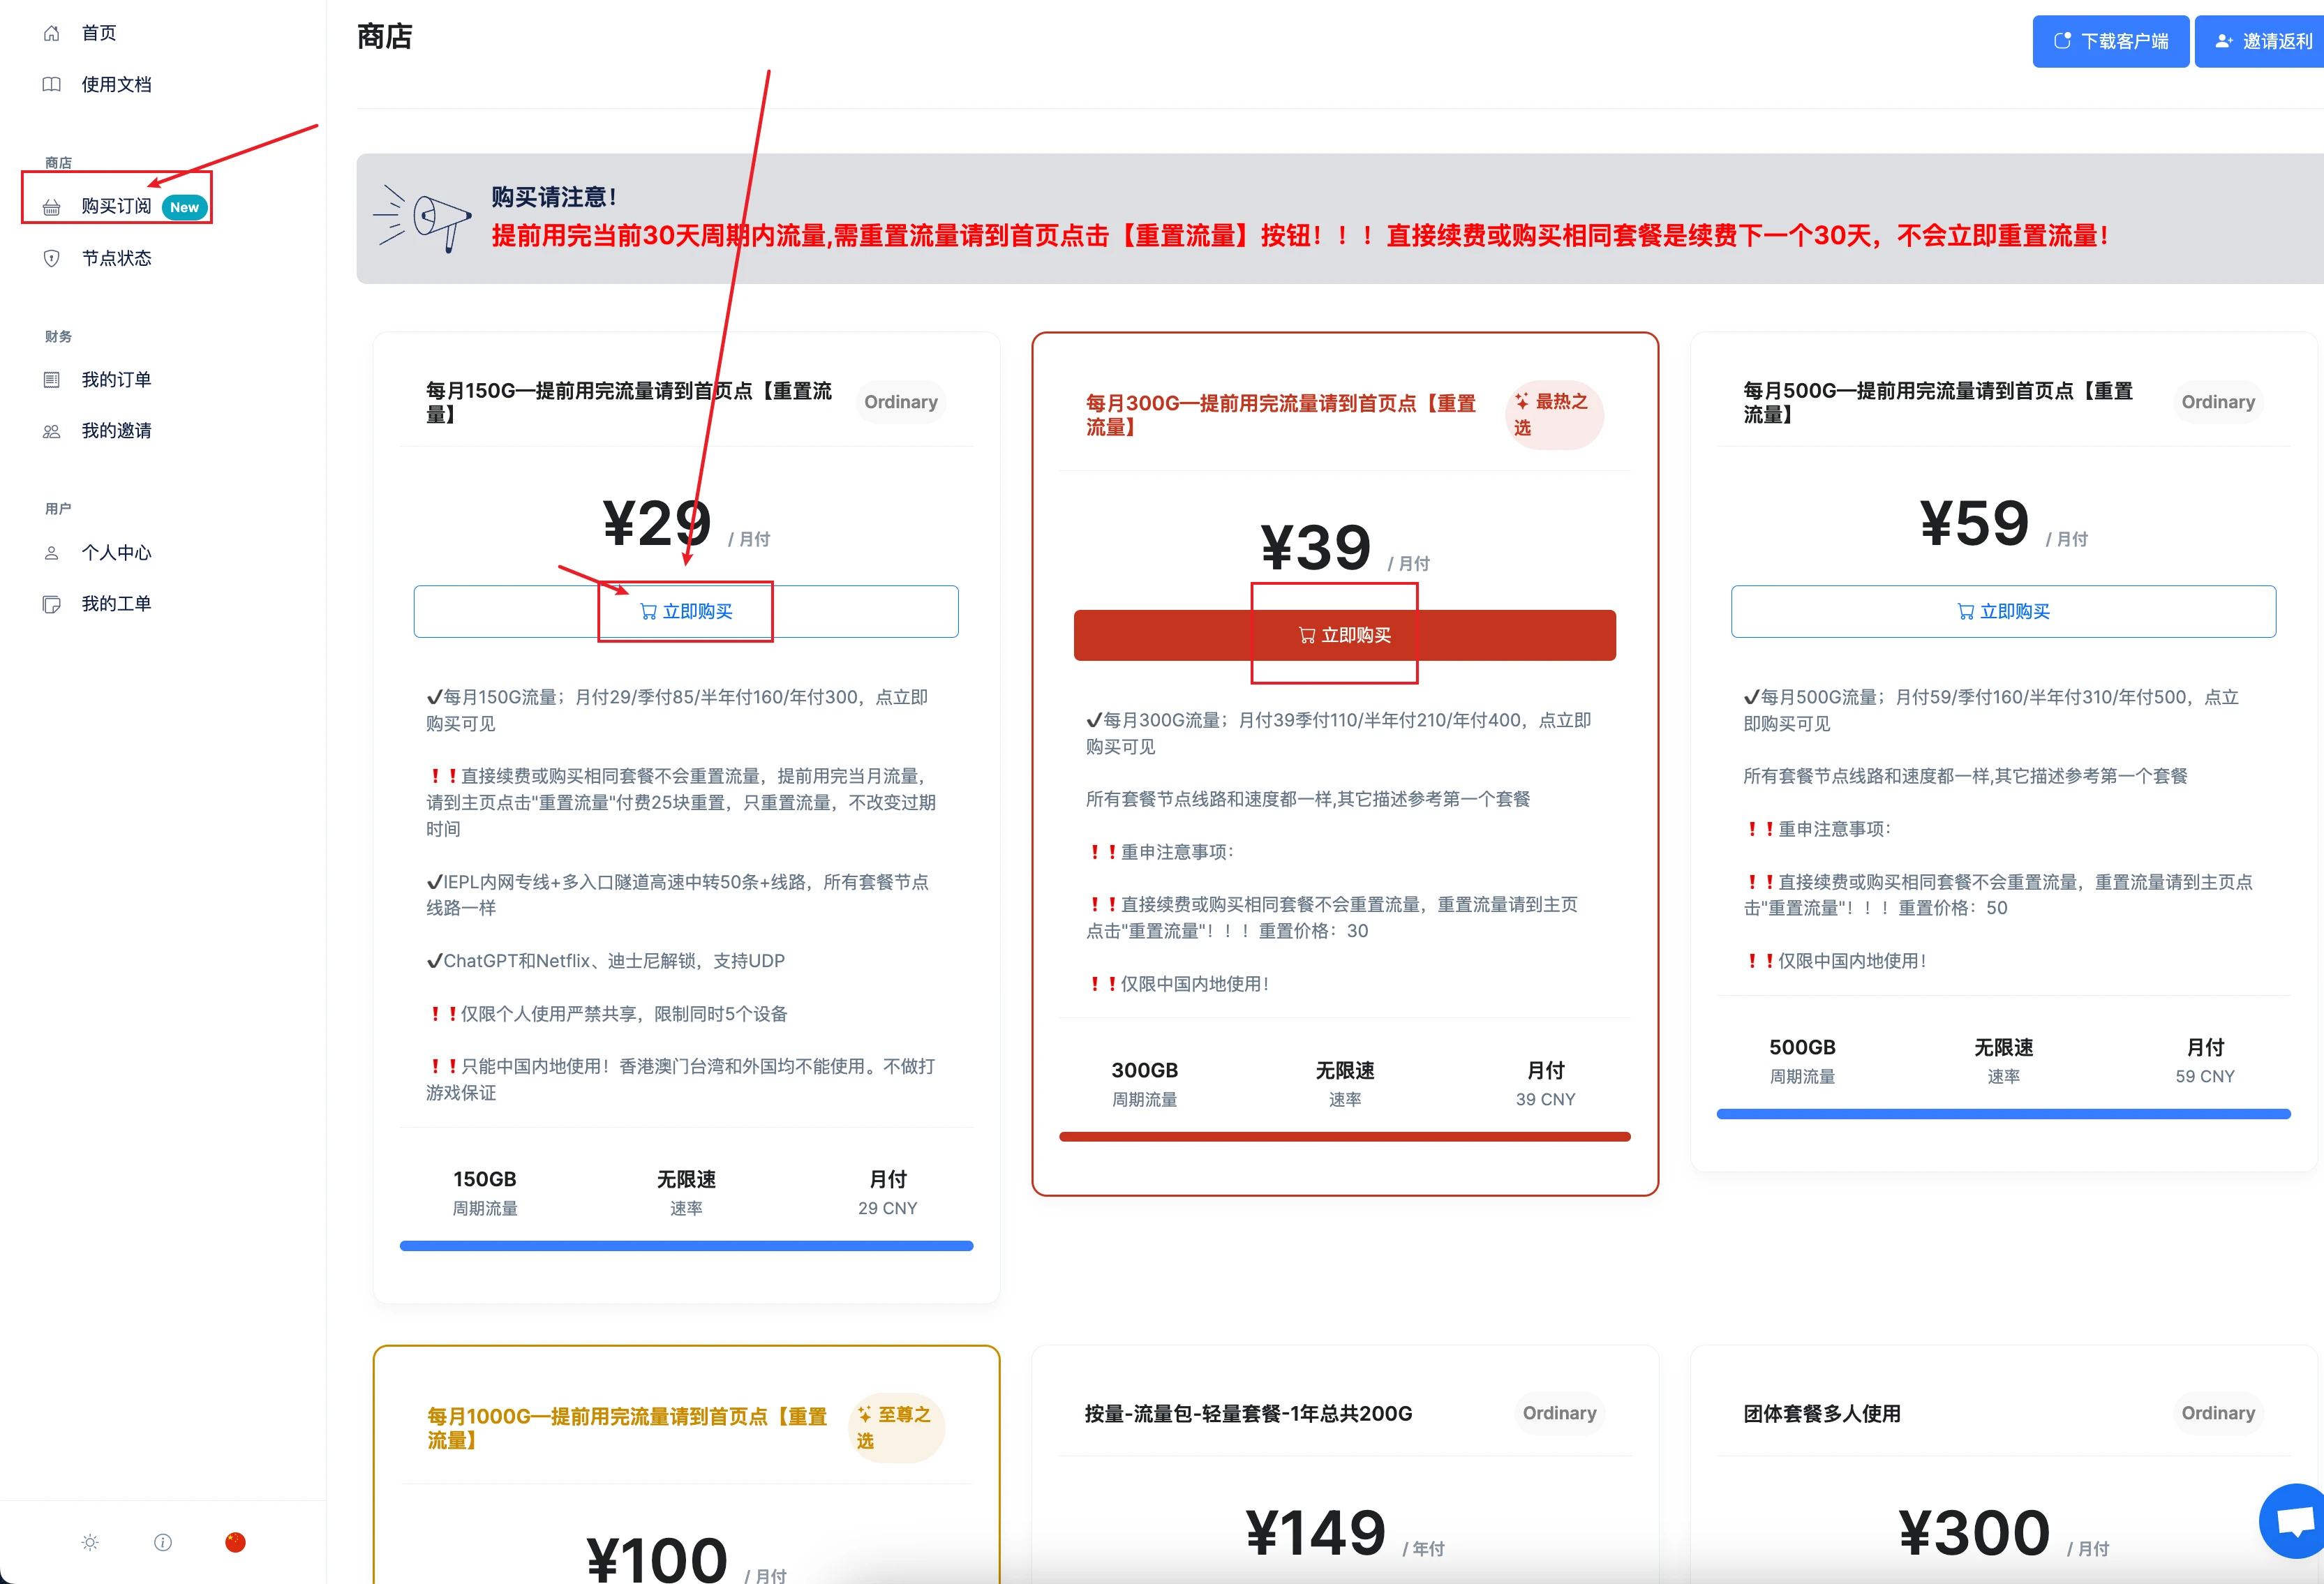 首页
使用文档
商店
购买订阅 New
节点状态
财务
我的订单
我的邀请
用户
个人中心
我的工单
商店
下载客户端
邀请返利
购买请注意！
提前用完当前30天周期内流量,需重置流量请到首页点击【重置流量】按钮！！！直接续费或购买相同套餐是续费下一个30天，不会立即重置流量！
每月150G—提前用完流量请到首页点【重置流
量】
Ordinary
¥29 / 月付
立即购买
✔每月150G流量；月付29/季付85/半年付160/年付300，点立即
购买可见
❗❗直接续费或购买相同套餐不会重置流量，提前用完当月流量，
请到主页点击"重置流量"付费25块重置，只重置流量，不改变过期
时间
✔IEPL内网专线+多入口隧道高速中转50条+线路，所有套餐节点
线路一样
✔ChatGPT和Netflix、迪士尼解锁，支持UDP
❗❗仅限个人使用严禁共享，限制同时5个设备
❗❗只能中国内地使用！香港澳门台湾和外国均不能使用。不做打
游戏保证
150GB 无限速 月付
周期流量 速率 29 CNY
每月300G—提前用完流量请到首页点【重置
流量】
最热之
选
¥39 / 月付
立即购买
✔每月300G流量；月付39季付110/半年付210/年付400，点立即
购买可见
所有套餐节点线路和速度都一样,其它描述参考第一个套餐
❗❗重申注意事项：
❗❗直接续费或购买相同套餐不会重置流量，重置流量请到主页
点击"重置流量"！！！重置价格：30
❗❗仅限中国内地使用！
300GB 无限速 月付
周期流量 速率 39 CNY
每月500G—提前用完流量请到首页点【重置
流量】
Ordinary
¥59 / 月付
立即购买
✔每月500G流量；月付59/季付160/半年付310/年付500，点立
即购买可见
所有套餐节点线路和速度都一样,其它描述参考第一个套餐
❗❗重申注意事项：
❗❗直接续费或购买相同套餐不会重置流量，重置流量请到主页点
击"重置流量"！！！重置价格：50
❗❗仅限中国内地使用！
500GB 无限速 月付
周期流量 速率 59 CNY
每月1000G—提前用完流量请到首页点【重置
流量】
至尊之
选
¥100 / 月付
按量-流量包-轻量套餐-1年总共200G
Ordinary
¥149 / 年付
团体套餐多人使用
Ordinary
¥300 / 月付